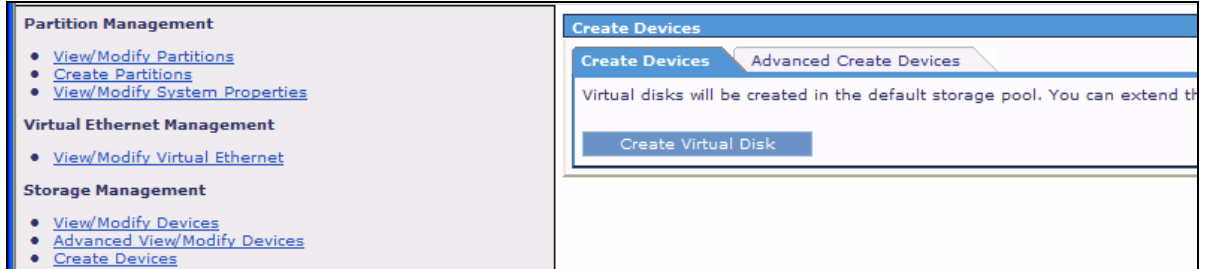 Partition Management
View/Modify Partitions
Create Partitions
View/Modify System Properties
Virtual Ethernet Management
View/Modify Virtual Ethernet
Storage Management
View/Modify Devices
Advanced View/Modify Devices
Create Devices
Create Devices
Create Devices Advanced Create Devices
Virtual disks will be created in the default storage pool. You can extend
Create Virtual Disk